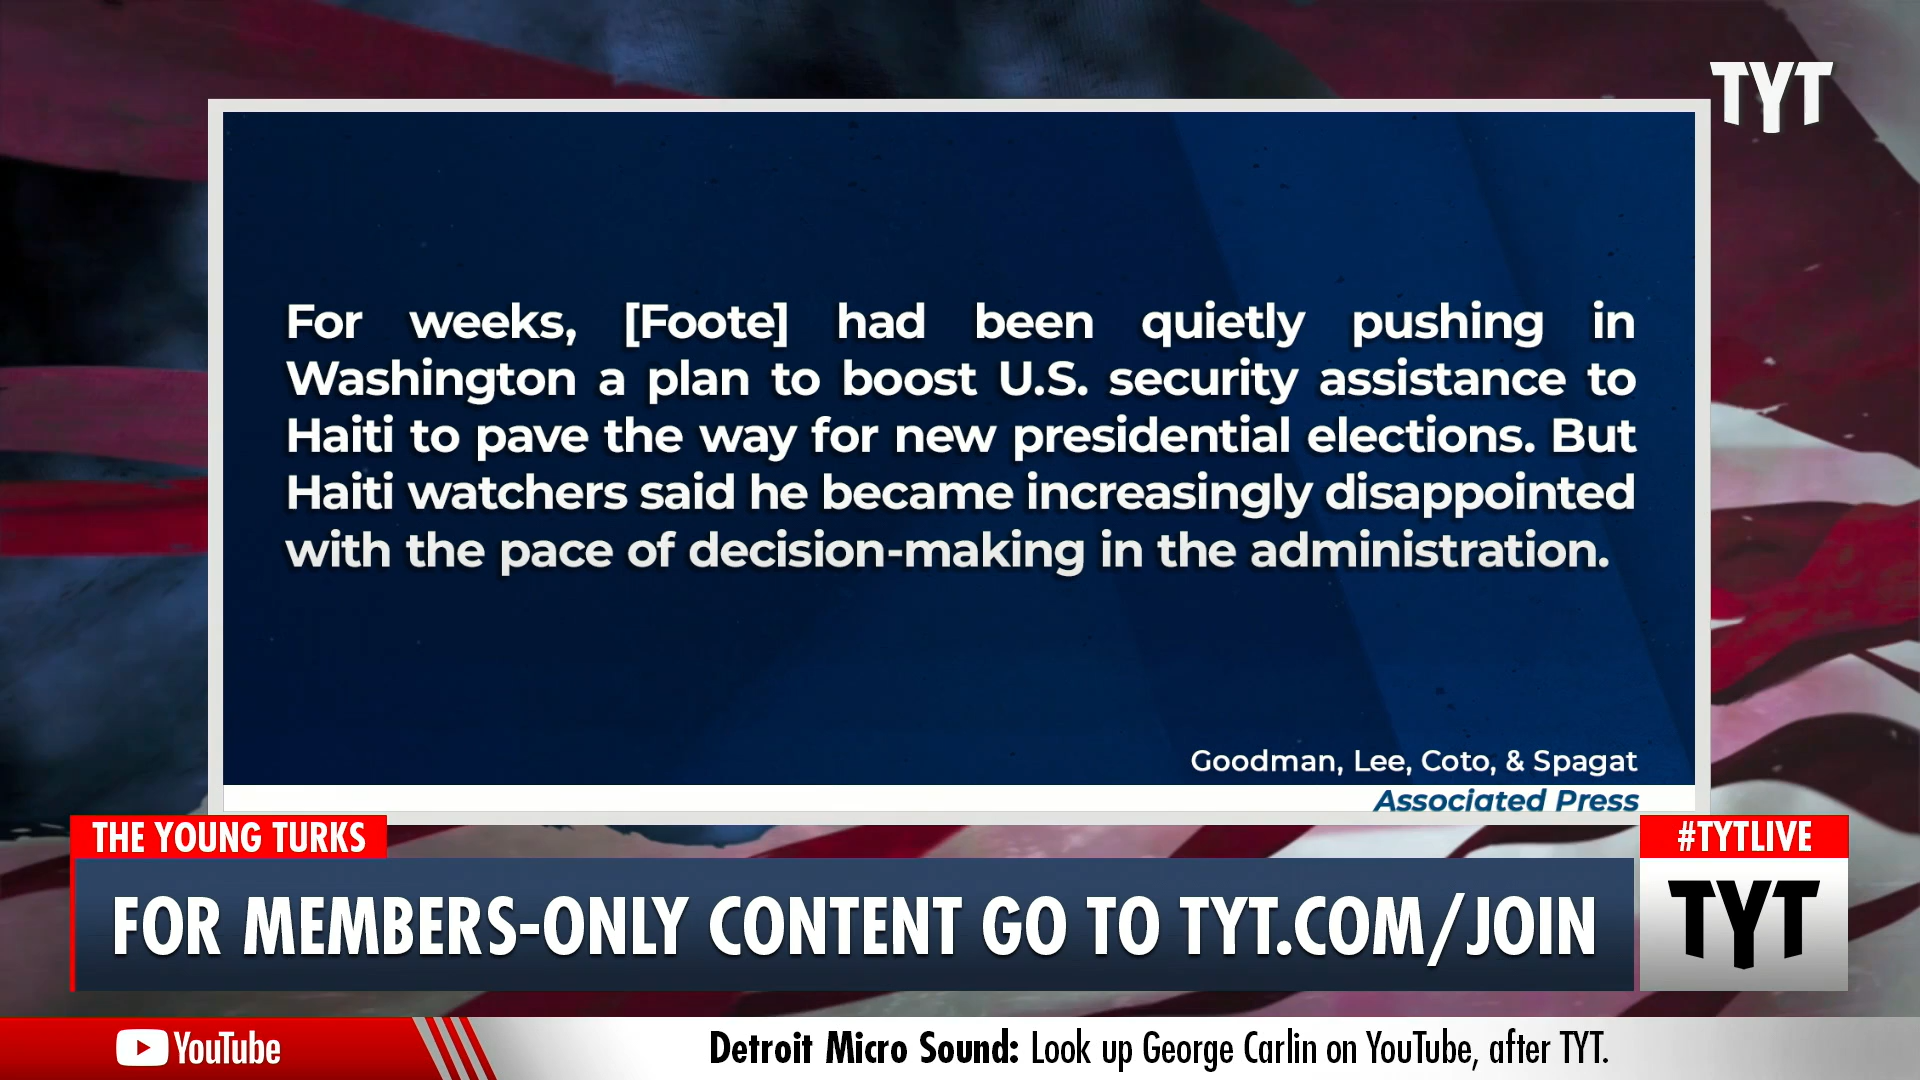 TYT
For weeks, [Foote] had been quietly pushing in
Washington a plan to boost U.S. security assistance to
Haiti to pave the way for new presidential elections. But
Haiti watchers said he became increasingly disappointed
with the pace of decision-making in the administration.
Goodman, Lee, Coto, & Spagat
Associated Press
THE YOUNG TURKS
#TYTLIVE
FOR MEMBERS-ONLY CONTENT GO TO TYT.COM/JOIN
TYT
YouTube
Detroit Micro Sound: Look up George Carlin on YouTube, after TYT.